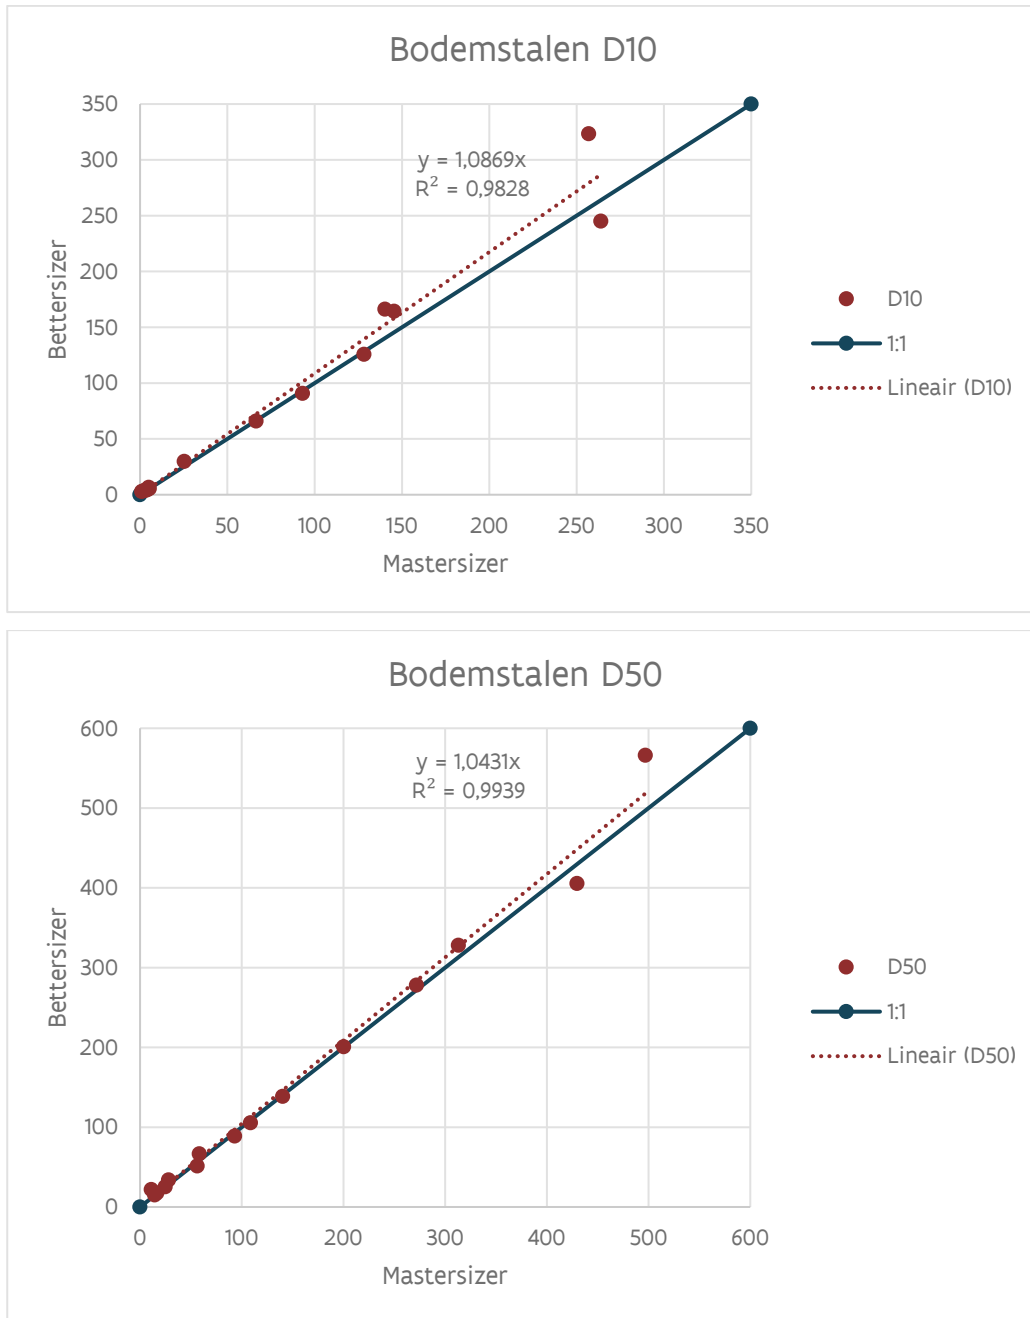 Bodemstalen D10
350
300
250
200
150
100
50
0
y = 1,0869x
R² = 0,9828
Bettersizer
0 50 100 150 200 250 300 350
Mastersizer
D10
1:1
Lineair (D10)
Bodemstalen D50
600
500
400
300
200
100
0
y = 1,0431x
R² = 0,9939
Bettersizer
0 100 200 300 400 500 600
Mastersizer
D50
1:1
Lineair (D50)